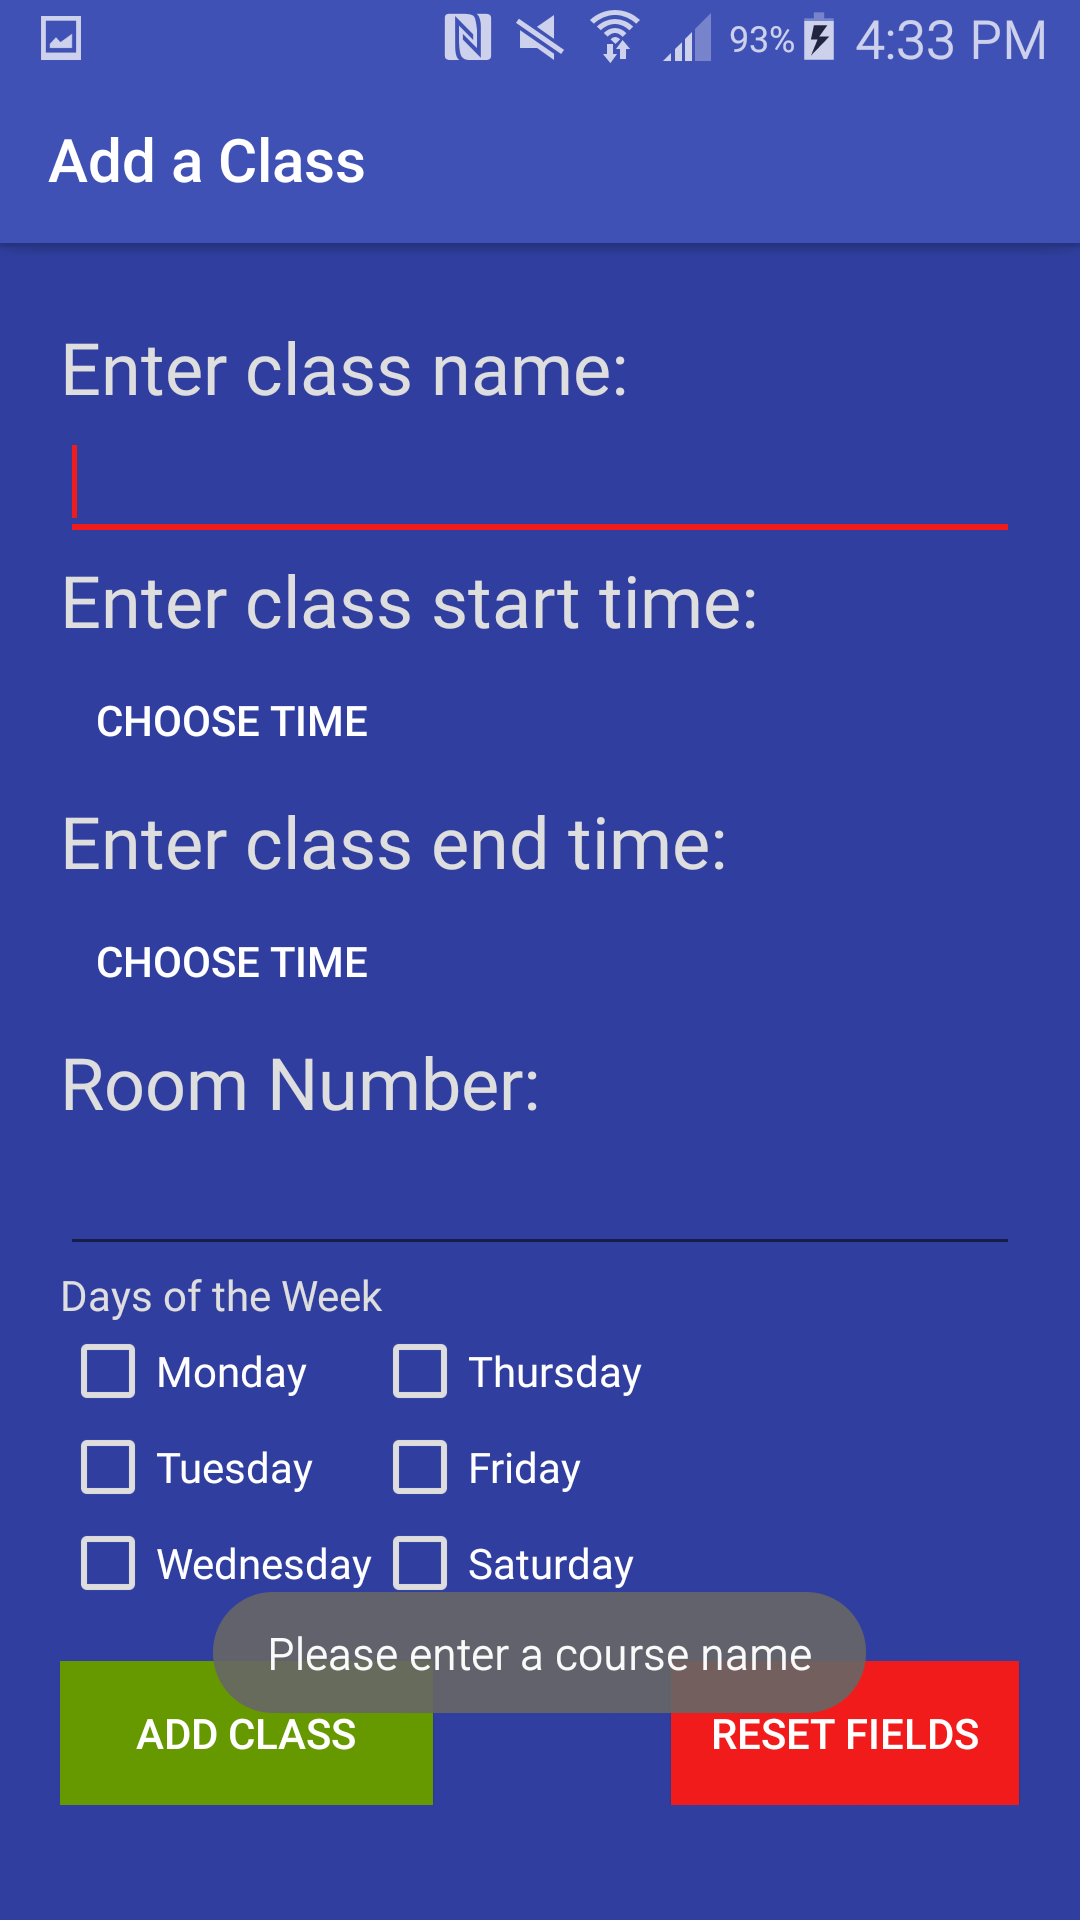 93% 4:33 PM
Add a Class
Enter class name:
Enter class start time:
CHOOSE TIME
Enter class end time:
CHOOSE TIME
Room Number:
Days of the Week
Monday Thursday
Tuesday Friday
Wednesday Saturday
Please enter a course name
ADD CLASS RESET FIELDS